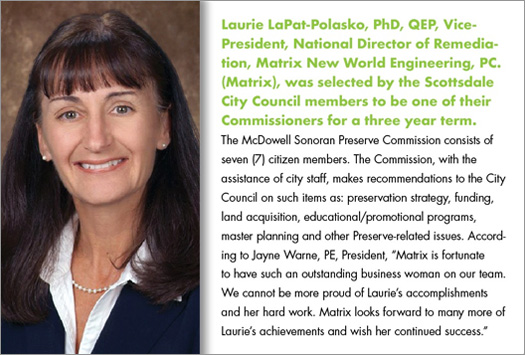 Laurie LaPat-Polasko, PhD, QEP, Vice-
President, National Director of Remedia-
tion, Matrix New World Engineering, PC.
(Matrix), was selected by the Scottsdale
City Council members to be one of their
Commissioners for a three year term.
The McDowell Sonoran Preserve Commission consists of
seven (7) citizen members. The Commission, with the
assistance of city staff, makes recommendations to the City
Council on such items as: preservation strategy, funding,
land acquisition, educational/promotional programs,
master planning and other Preserve-related issues. Accord-
ing to Jayne Warne, PE, President, “Matrix is fortunate
to have such an outstanding business woman on our team.
We cannot be more proud of Laurie’s accomplishments
and her hard work. Matrix looks forward to many more of
Laurie’s achievements and wish her continued success.”